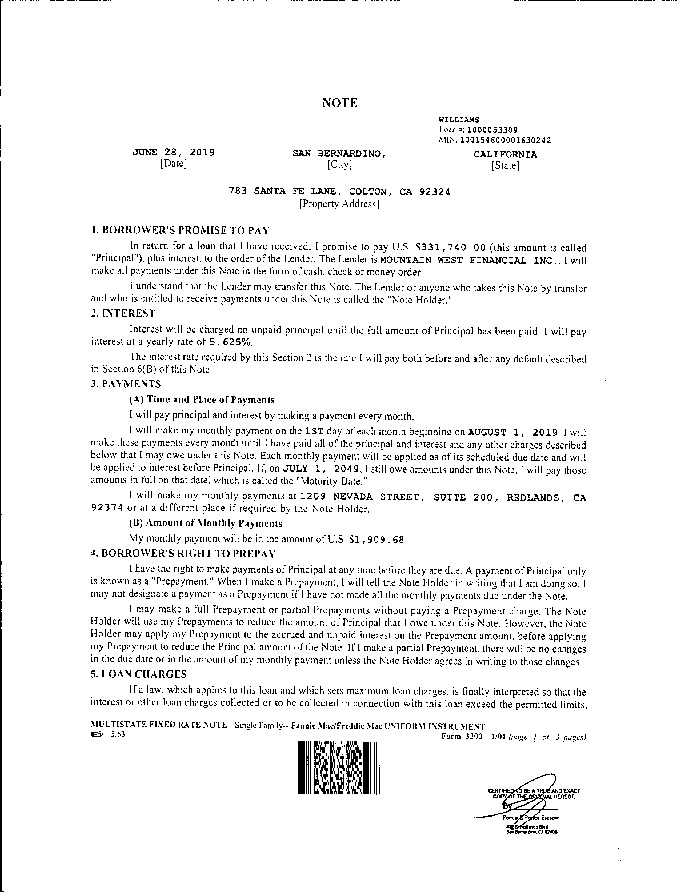 NOTE
WILLIAMS
Loan #: 1000053309
MIN: 100154600001630242
JUNE 28, 2019 SAN BERNARDINO, CALIFORNIA
[Date] [City] [State]
783 SANTA FE LANE, COLTON, CA 92324
[Property Address]
1. BORROWER'S PROMISE TO PAY
In return for a loan that I have received, I promise to pay U.S. $331,740.00 (this amount is called
"Principal"), plus interest, to the order of the Lender. The Lender is MOUNTAIN WEST FINANCIAL INC.. I will
make all payments under this Note in the form of cash, check or money order.
I understand that the Lender may transfer this Note. The Lender or anyone who takes this Note by transfer
and who is entitled to receive payments under this Note is called the "Note Holder."
2. INTEREST
Interest will be charged on unpaid principal until the full amount of Principal has been paid. I will pay
interest at a yearly rate of 5.625%.
The interest rate required by this Section 2 is the rate I will pay both before and after any default described
in Section 6(B) of this Note.
3. PAYMENTS
(A) Time and Place of Payments
I will pay principal and interest by making a payment every month.
I will make my monthly payment on the 1ST day of each month beginning on AUGUST 1, 2019. I will
make these payments every month until I have paid all of the principal and interest and any other charges described
below that I may owe under this Note. Each monthly payment will be applied as of its scheduled due date and will
be applied to interest before Principal. If, on JULY 1, 2049, I still owe amounts under this Note, I will pay those
amounts in full on that date, which is called the "Maturity Date."
I will make my monthly payments at 1209 NEVADA STREET, SUITE 200, REDLANDS, CA
92374 or at a different place if required by the Note Holder.
(B) Amount of Monthly Payments
My monthly payment will be in the amount of U.S. $1,909.68
4. BORROWER'S RIGHT TO PREPAY
I have the right to make payments of Principal at any time before they are due. A payment of Principal only
is known as a "Prepayment." When I make a Prepayment, I will tell the Note Holder in writing that I am doing so. I
may not designate a payment as a Prepayment if I have not made all the monthly payments due under the Note.
I may make a full Prepayment or partial Prepayments without paying a Prepayment charge. The Note
Holder will use my Prepayments to reduce the amount of Principal that I owe under this Note. However, the Note
Holder may apply my Prepayment to the accrued and unpaid interest on the Prepayment amount, before applying
my Prepayment to reduce the Principal amount of the Note. If I make a partial Prepayment, there will be no changes
in the due date or in the amount of my monthly payment unless the Note Holder agrees in writing to those changes.
5. LOAN CHARGES
If a law, which applies to this loan and which sets maximum loan charges, is finally interpreted so that the
interest or other loan charges collected or to be collected in connection with this loan exceed the permitted limits,
MULTISTATE FIXED RATE NOTE--Single Family--Fannie Mae/Freddie Mac UNIFORM INSTRUMENT
Form 3200 1/01 (page 1 of 3 pages)
CERTIFIED TO BE A TRUE AND EXACT
COPY OF THE ORIGINAL HEREOF.
By